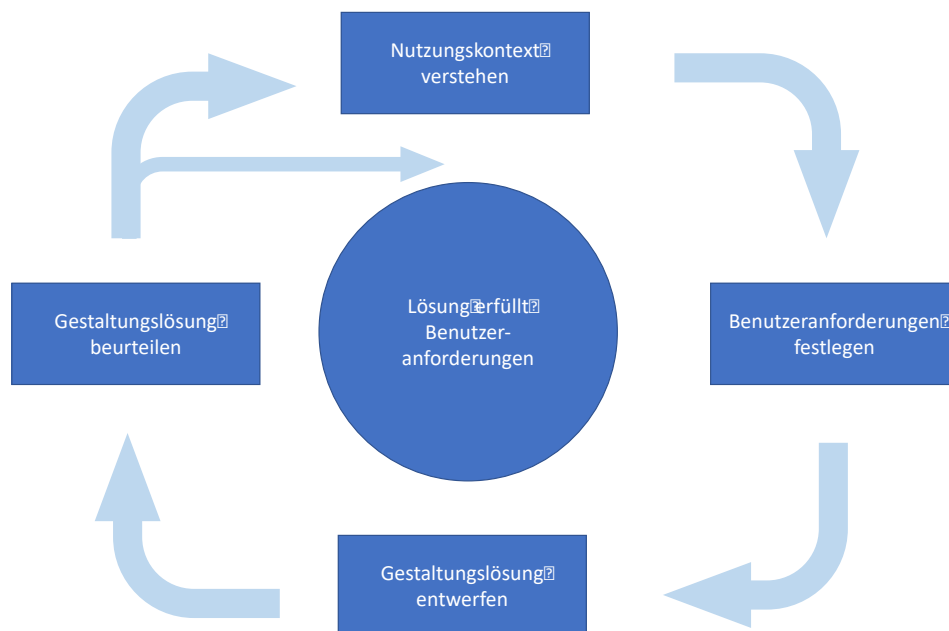 Nutzungskontext
verstehen
Gestaltungslösung
beurteilen
Lösung erfüllt
Benutzer-
anforderungen
Benutzeranforderungen
festlegen
Gestaltungslösung
entwerfen